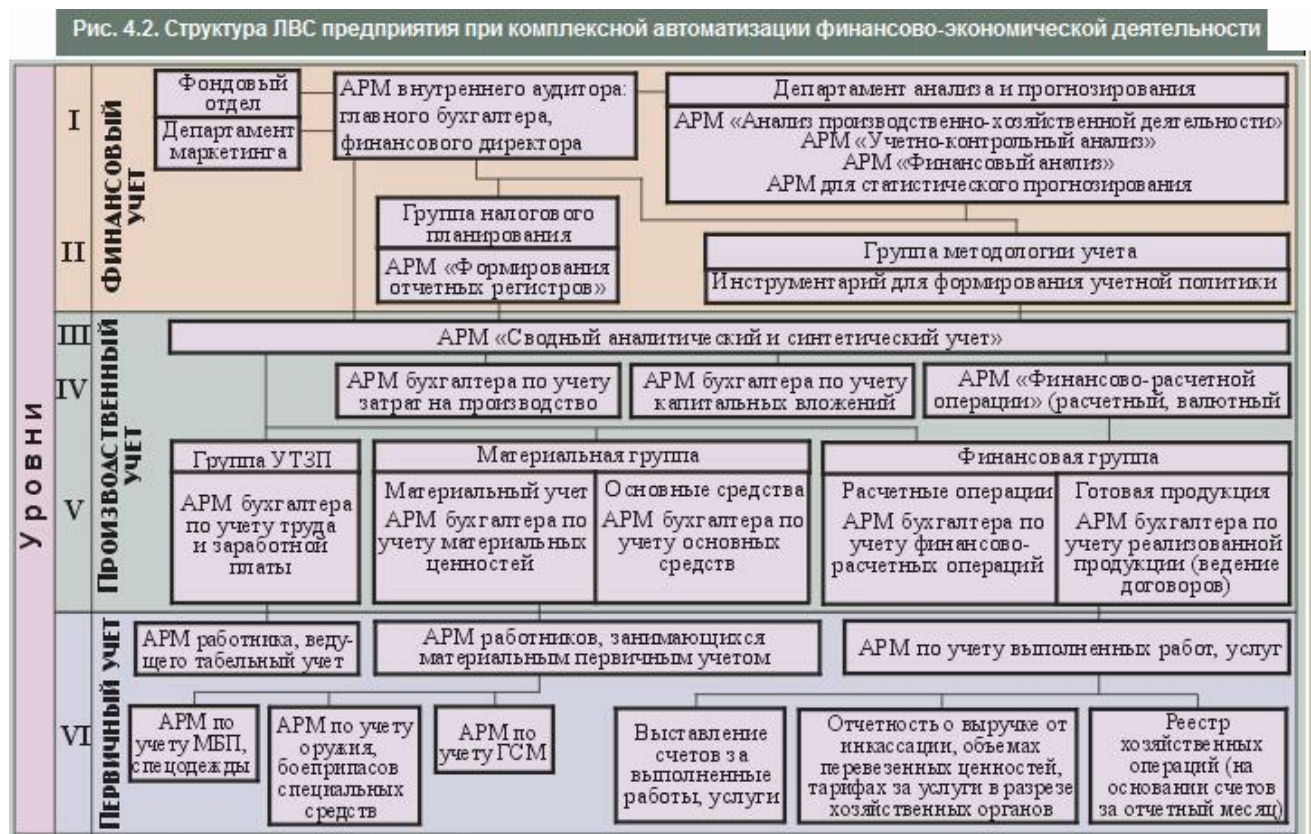 Рис. 4.2. Структура ЛВС предприятия при комплексной автоматизации финансово-экономической деятельности
Уровни
I
II
ФИНАНСОВЫЙ
УЧЕТ
Фондовый
отдел
Департамент
маркетинга
АРМ внутреннего аудитора:
главного бухгалтера,
финансового директора
Департамент анализа и прогнозирования
АРМ «Анализ производственно-хозяйственной деятельности»
АРМ «Учетно-контрольный анализ»
АРМ «Финансовый анализ»
АРМ для статистического прогнозирования
Группа налогового
планирования
АРМ «Формирования
отчетных регистров»
Группа методологии учета
Инструментарий для формирования учетной политики
III
IV
V
ПРОИЗВОДСТВЕННЫЙ
УЧЕТ
АРМ «Сводный аналитический и синтетический учет»
АРМ бухгалтера по учету
затрат на производство
АРМ бухгалтера по учету
капитальных вложений
АРМ «Финансово-расчетной
операции» (расчетный, валютный
Группа УТЗП
АРМ бухгалтера
по учету труда
и заработной
платы
Материальная группа
Материальный учет
АРМ бухгалтера по
учету материальных
ценностей
Основные средства
АРМ бухгалтера по
учету основных
средств
Финансовая группа
Расчетные операции
АРМ бухгалтера по
учету финансово-
расчетных операций
Готовая продукция
АРМ бухгалтера по
учету реализованной
продукции (ведение
договоров)
VI
ПЕРВИЧНЫЙ УЧЕТ
АРМ работника, веду-
щего табельный учет
АРМ работников, занимающихся
материальным первичным учетом
АРМ по учету выполненных работ, услуг
АРМ по
учету МБП,
спецодежды
АРМ по учету
оружия,
боеприпасов
специальных
средств
АРМ по
учету ГСМ
Выставление
счетов за
выполненные
работы, услуги
Отчетность о выручке от
инкассации, объемах
перевезенных ценностей,
тарифах за услуги в разрезе
хозяйственных органов
Реестр
хозяйственных
операций (на
основании счетов
за отчетный месяц)